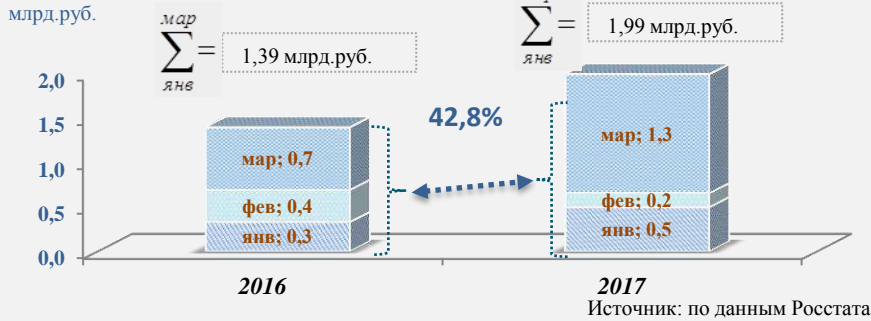 млрд.руб.
мар
∑ =
янв
1,39 млрд.руб.
∑ =
янв
1,99 млрд.руб.
42,8%
2,0
1,5
1,0
0,5
0,0
мар; 0,7
фев; 0,4
янв; 0,3
мар; 1,3
фев; 0,2
янв; 0,5
2016
2017
Источник: по данным Росстата